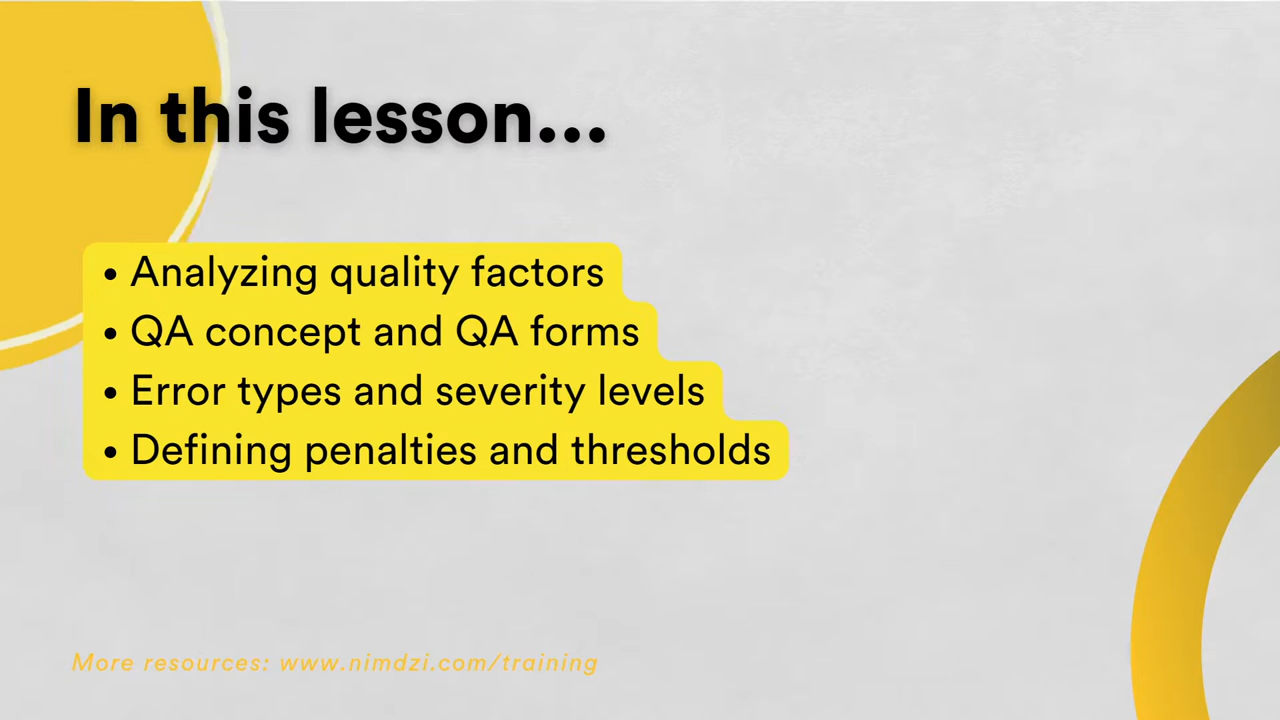 In this lesson...
• Analyzing quality factors
• QA concept and QA forms
• Error types and severity levels
• Defining penalties and thresholds
More resources: www.nimdzi.com/training